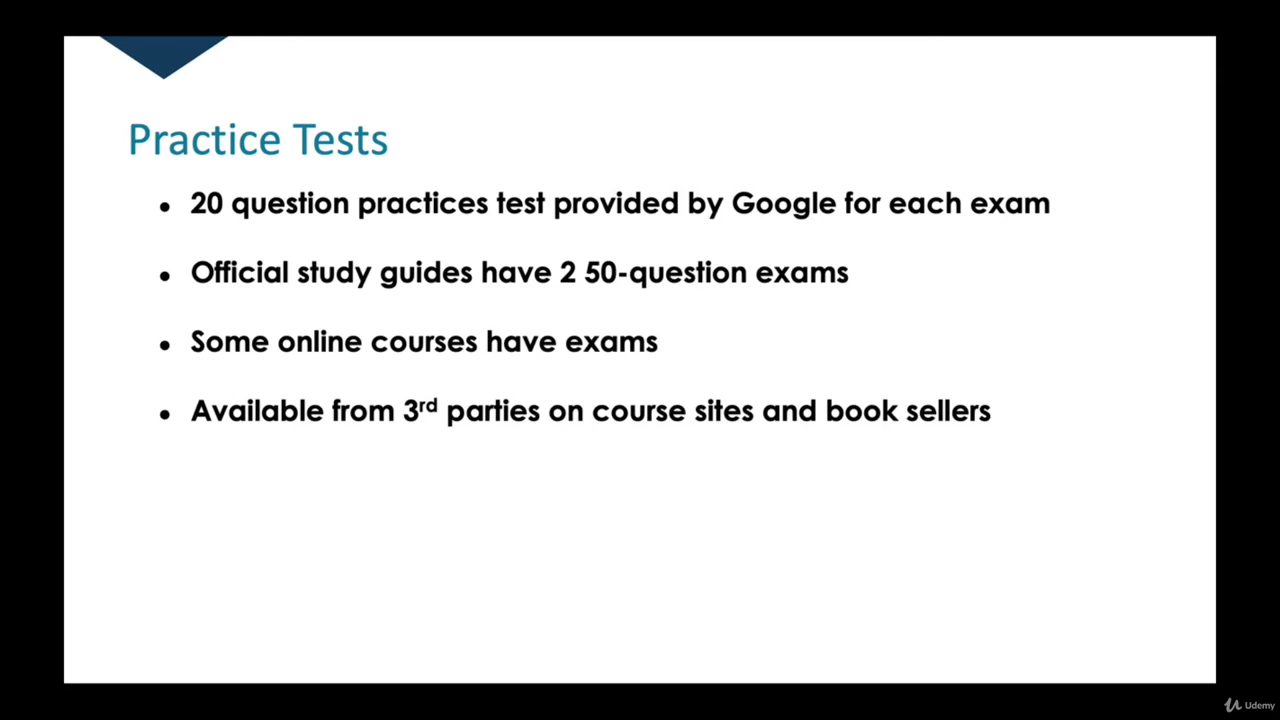 Practice Tests
• 20 question practices test provided by Google for each exam
• Official study guides have 2 50-question exams
• Some online courses have exams
• Available from 3rd parties on course sites and book sellers
Udemy